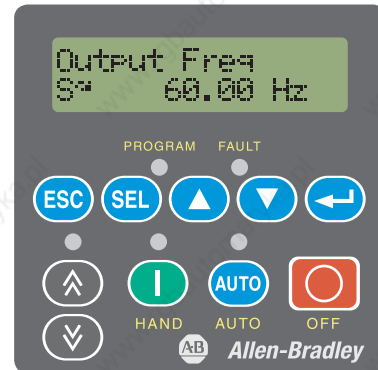 Output Freq
S 60.00 Hz
PROGRAM FAULT
ESC SEL
AUTO
HAND AUTO OFF
AB Allen-Bradley